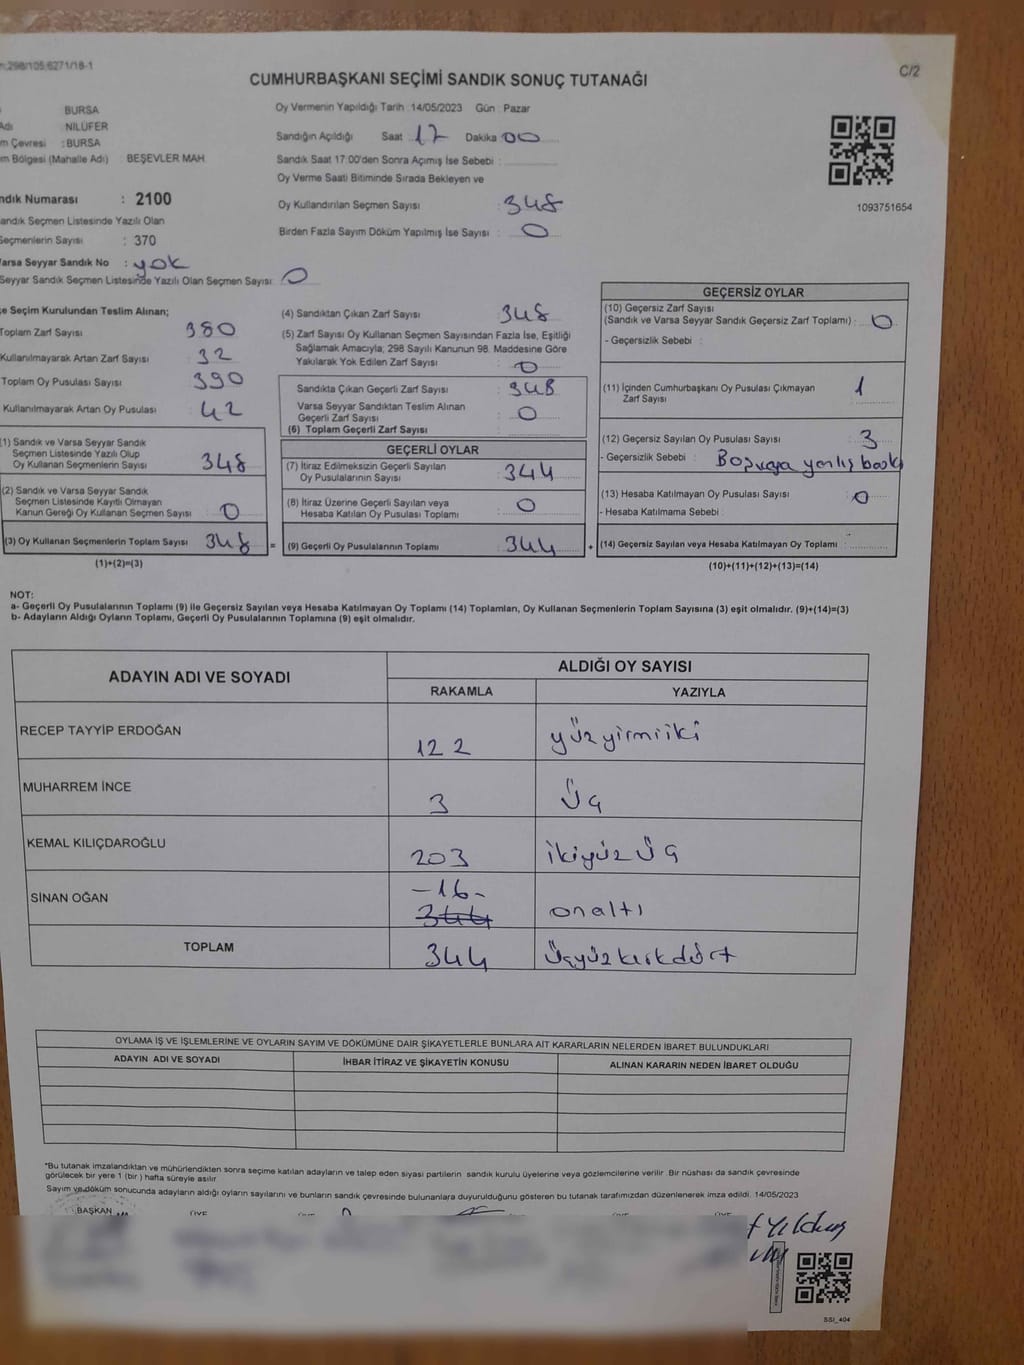 298/105:6271/18-1
C/2
CUMHURBAŞKANI SEÇİMİ SANDIK SONUÇ TUTANAĞI
BURSA
Adı NİLÜFER
Çevresi : BURSA
Bölgesi (Mahalle Adı) BEŞEVLER MAH.
Numarası : 2100
Sandık Seçmen Listesinde Yazılı Olan
Seçmenlerin Sayısı : 370
Varsa Seyyar Sandık No : yok
Seyyar Sandık Seçmen Listesinde Yazılı Olan Seçmen Sayısı: 0
Oy Vermenin Yapıldığı Tarih :14/05/2023 Gün : Pazar
Sandığın Açıldığı Saat 17 Dakika 00
Sandık Saat 17:00'den Sonra Açmış İse Sebebi :
Oy Verme Saati Bitiminde Sırada Bekleyen ve
Oy Kullandırılan Seçmen Sayısı : 348
Birden Fazla Sayım Döküm Yapılmış İse Sayısı : 0
1093751654
Seçim Kurulundan Teslim Alınan;
Toplam Zarf Sayısı 380
Kullanılmayarak Artan Zarf Sayısı 32
Toplam Oy Pusulası Sayısı 390
Kullanılmayarak Artan Oy Pusulası 42
(1) Sandık ve Varsa Seyyar Sandık
Seçmen Listesinde Yazılı Olup
Oy Kullanan Seçmenlerin Sayısı 348
(2) Sandık ve Varsa Seyyar Sandık
Seçmen Listesinde Kayıtlı Olmayan
Kanun Gereği Oy Kullanan Seçmen Sayısı 0
(3) Oy Kullanan Seçmenlerin Toplam Sayısı 348 =
(1)+(2)=(3)
(4) Sandıktan Çıkan Zarf Sayısı 348
(5) Zarf Sayısı Oy Kullanan Seçmen Sayısından Fazla İse, Eşitliği
Sağlamak Amacıyla; 298 Sayılı Kanunun 98. Maddesine Göre
Yakılarak Yok Edilen Zarf Sayısı : 0
Sandıkta Çıkan Geçerli Zarf Sayısı : 348
Varsa Seyyar Sandıktan Teslim Alınan
Geçerli Zarf Sayısı : 0
(6) Toplam Geçerli Zarf Sayısı :
GEÇERLİ OYLAR
(7) İtiraz Edilmeksizin Geçerli Sayılan
Oy Pusulalarının Sayısı : 344
(8) İtiraz Üzerine Geçerli Sayılan veya
Hesaba Katılan Oy Pusulası Toplamı : 0
(9) Geçerli Oy Pusulalarının Toplamı : 344 +
GEÇERSİZ OYLAR
(10) Geçersiz Zarf Sayısı
(Sandık ve Varsa Seyyar Sandık Geçersiz Zarf Toplamı) : 0
- Geçersizlik Sebebi :
(11) İçinden Cumhurbaşkanı Oy Pusulası Çıkmayan
Zarf Sayısı 1
(12) Geçersiz Sayılan Oy Pusulası Sayısı 3
- Geçersizlik Sebebi : yanlış
(13) Hesaba Katılmayan Oy Pusulası Sayısı : 0
- Hesaba Katılmama Sebebi :
(14) Geçersiz Sayılan veya Hesaba Katılmayan Oy Toplamı :
(10)+(11)+(12)+(13)=(14)
NOT:
a- Geçerli Oy Pusulalarının Toplamı (9) ile Geçersiz Sayılan veya Hesaba Katılmayan Oy Toplamı (14) Toplamları, Oy Kullanan Seçmenlerin Toplam Sayısına (3) eşit olmalıdır. (9)+(14)=(3)
b- Adayların Aldığı Oyların Toplamı, Geçerli Oy Pusulalarının Toplamına (9) eşit olmalıdır.
ADAYIN ADI VE SOYADI
ALDIĞI OY SAYISI
RAKAMLA YAZIYLA
RECEP TAYYİP ERDOĞAN 122 yüzyirmiiki
MUHARREM İNCE 3 üç
KEMAL KILIÇDAROĞLU 203 ikiyüzüç
SİNAN OĞAN -16- 344 onaltı
TOPLAM 344 üçyüzkırkdört
OYLAMA İŞ VE İŞLEMLERİNE VE OYLARIN SAYIM VE DÖKÜMÜNE DAİR ŞİKAYETLERLE BUNLARA AİT KARARLARIN NELERDEN İBARET BULUNDUKLARI
ADAYIN ADI VE SOYADI İHBAR İTİRAZ VE ŞİKAYETİN KONUSU ALINAN KARARIN NEDEN İBARET OLDUĞU
*Bu tutanak imzalandıktan ve mühürlendikten sonra seçime katılan adayların ve talep eden siyasi partilerin sandık kurulu üyelerine veya gözlemcilerine verilir. Bir nüshası da sandık çevresinde
görülecek bir yere 1 (bir) hafta süreyle asılır.
Sayım ve döküm sonucunda adayların aldığı oyların sayılarını ve bunların sandık çevresinde bulunanlara duyurulduğunu gösteren bu tutanak tarafımızdan düzenlenerek imza edildi. 14/05/2023
BAŞKAN
SSI_404